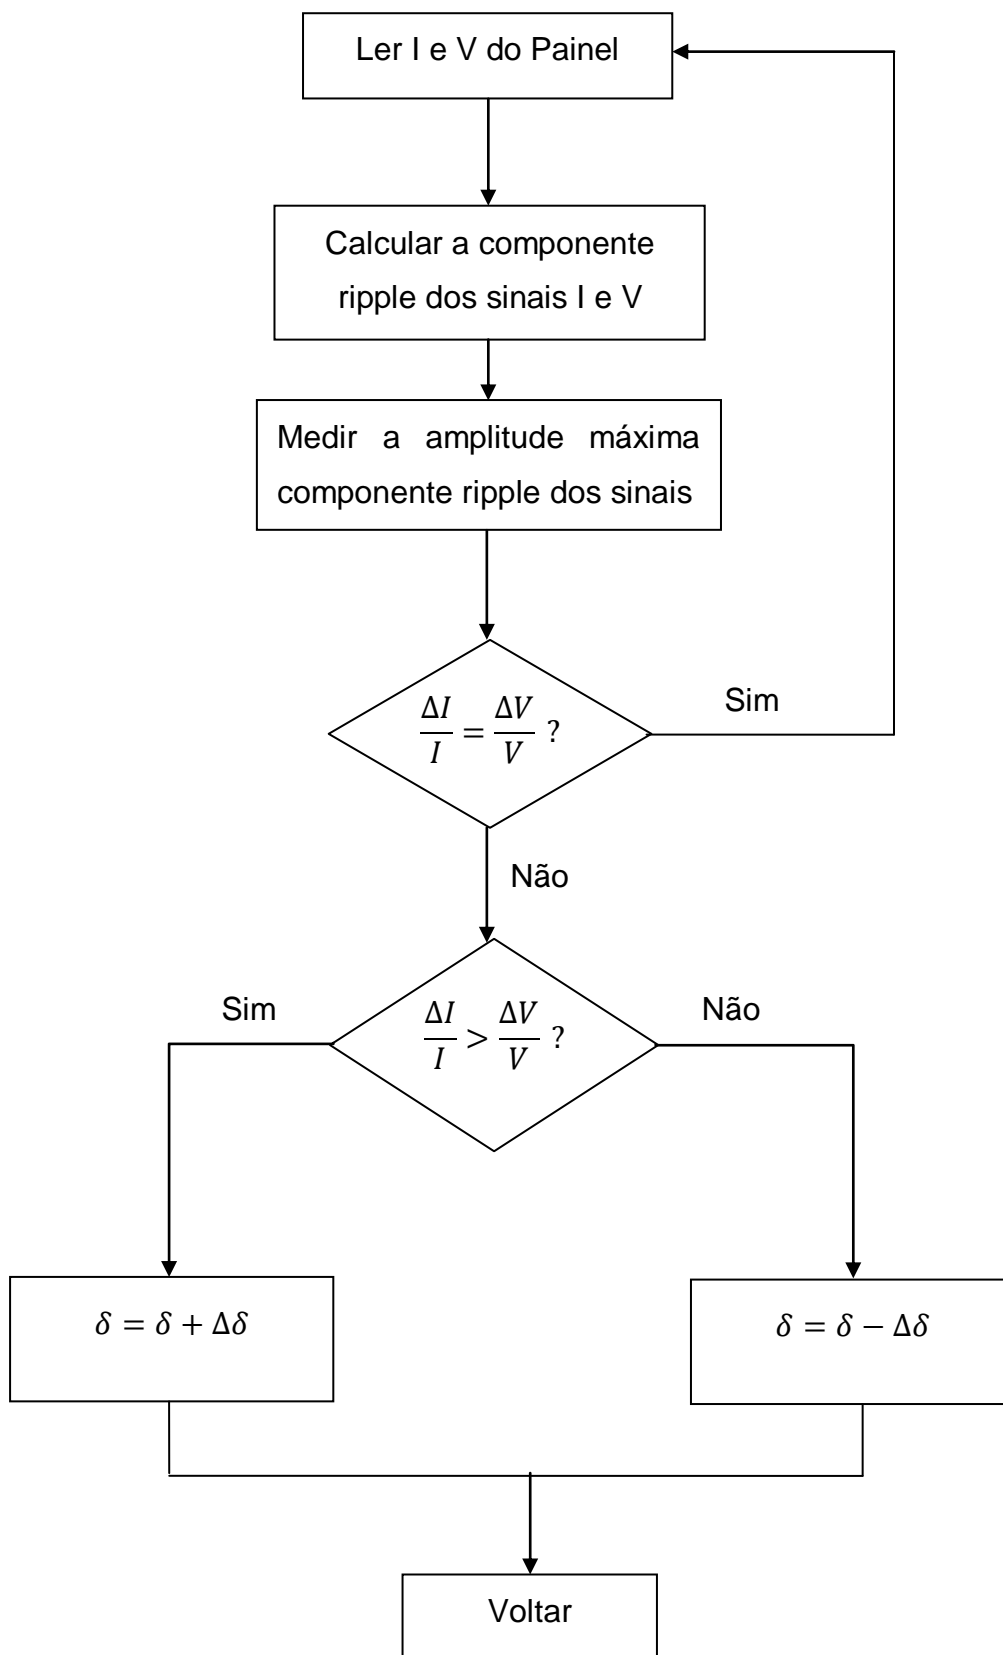 Ler I e V do Painel
Calcular a componente
ripple dos sinais I e V
Medir a amplitude máxima
componente ripple dos sinais
ΔI/I = ΔV/V ?
Sim
Não
Sim
ΔI/I > ΔV/V ?
Não
δ = δ + Δδ
δ = δ − Δδ
Voltar